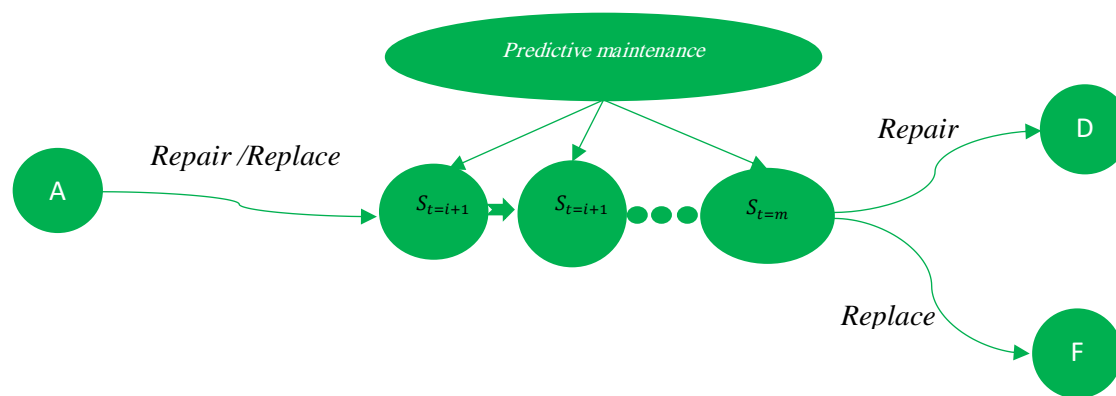 Predictive maintenance
Repair /Replace
A
S_{t=i+1}
S_{t=i+1}
S_{t=m}
Repair
D
Replace
F